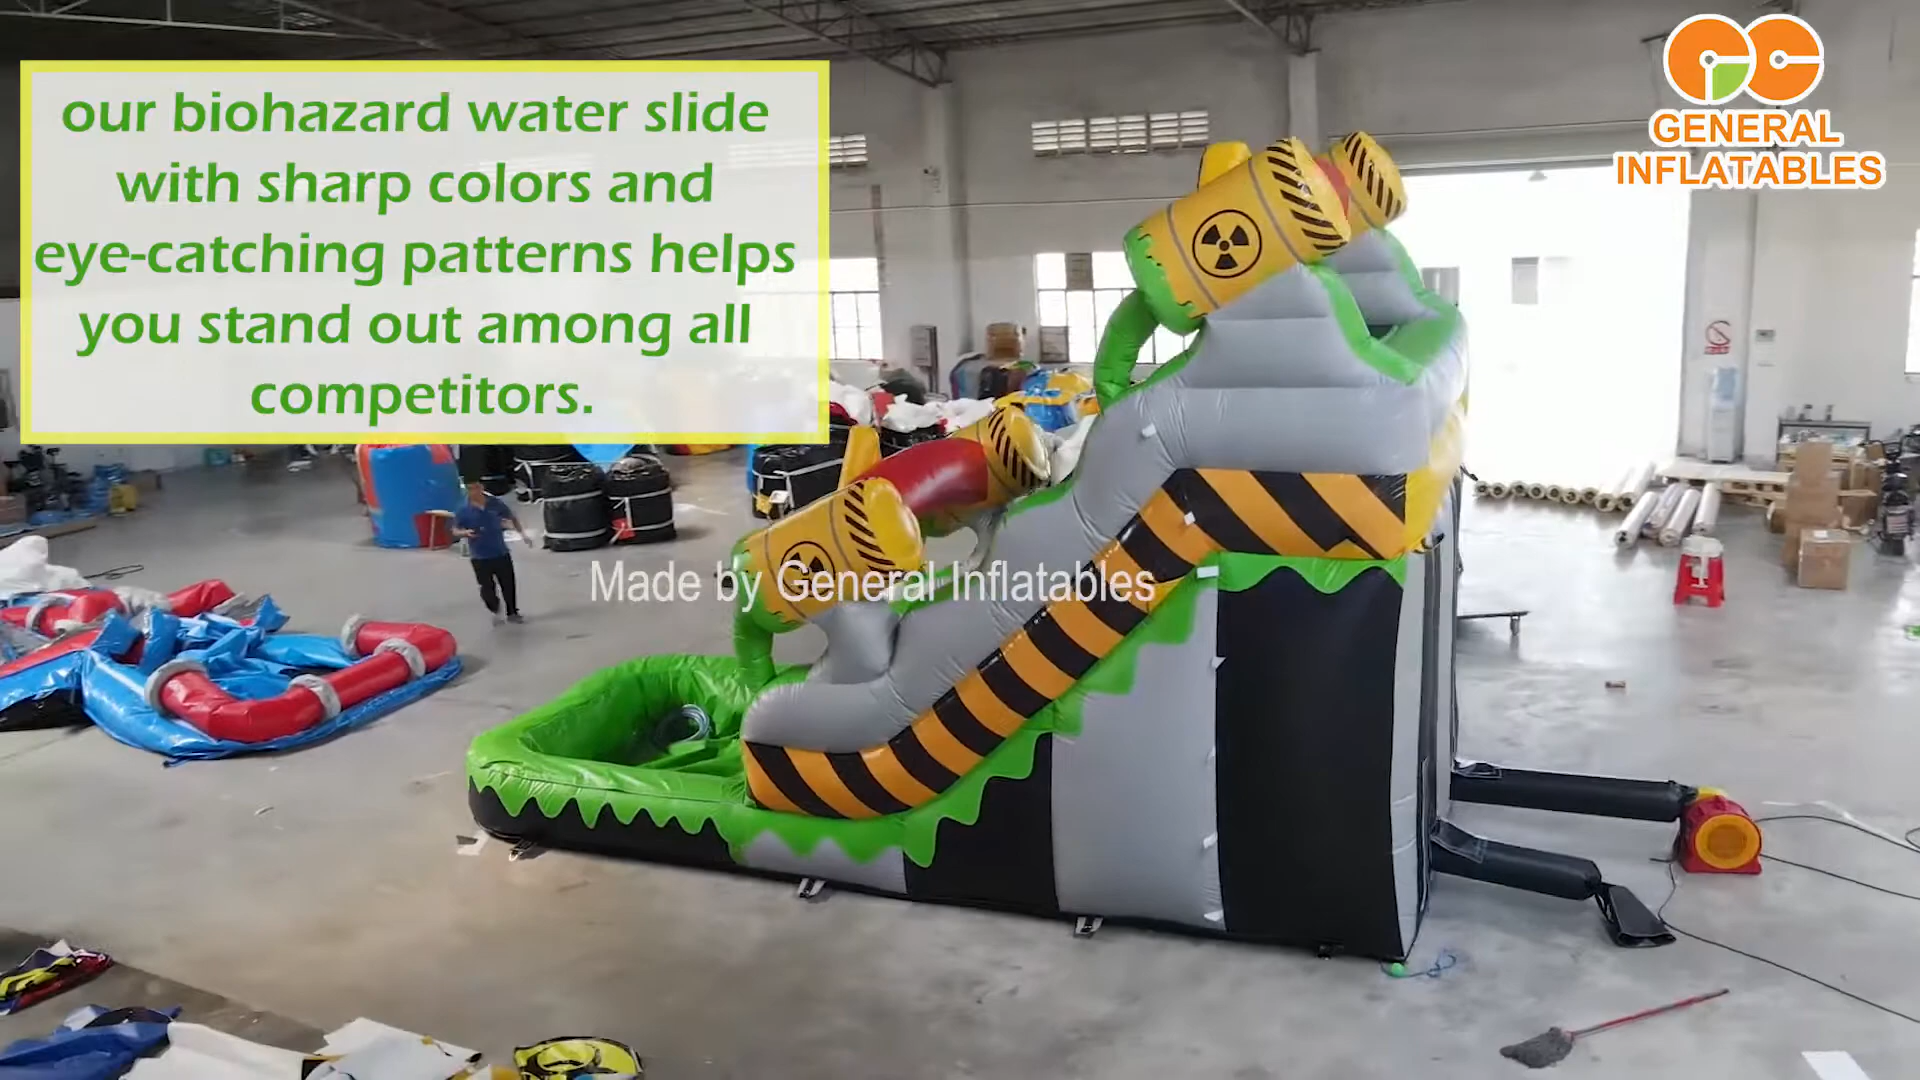 our biohazard water slide
with sharp colors and
eye-catching patterns helps
you stand out among all
competitors.
GENERAL
INFLATABLES
Made by General Inflatables